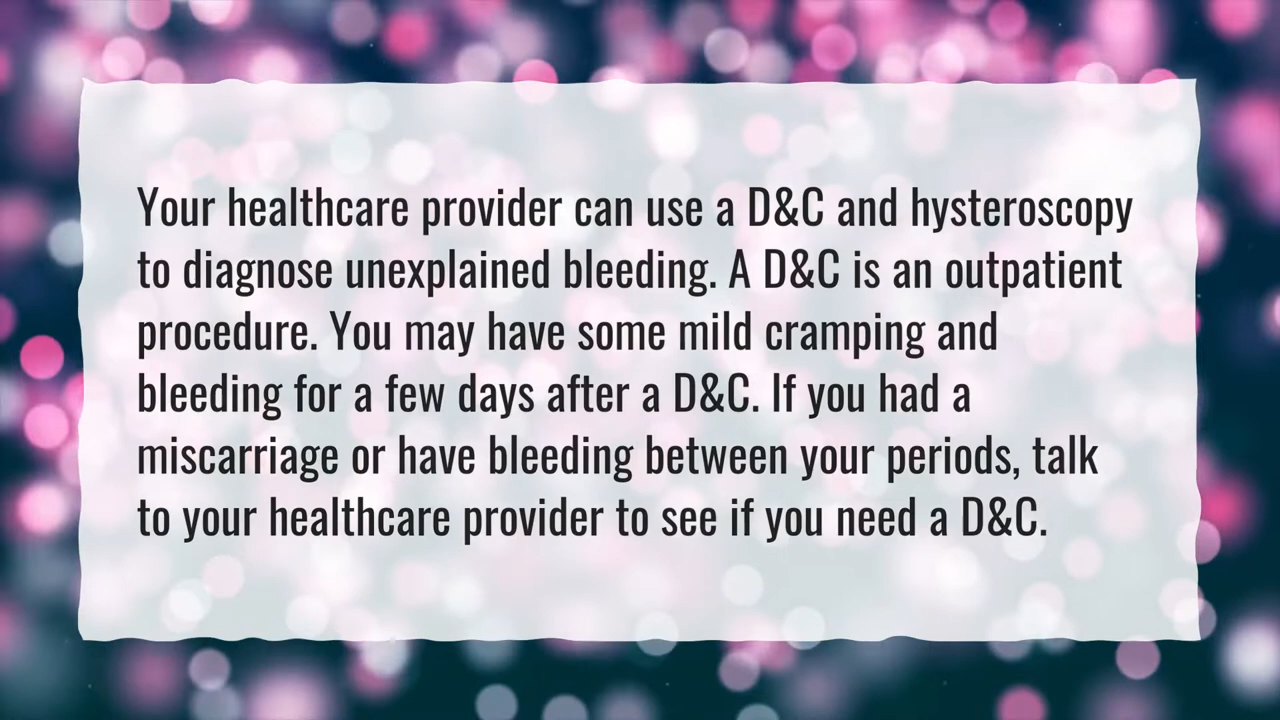 Your healthcare provider can use a D&C and hysteroscopy
to diagnose unexplained bleeding. A D&C is an outpatient
procedure. You may have some mild cramping and
bleeding for a few days after a D&C. If you had a
miscarriage or have bleeding between your periods, talk
to your healthcare provider to see if you need a D&C.